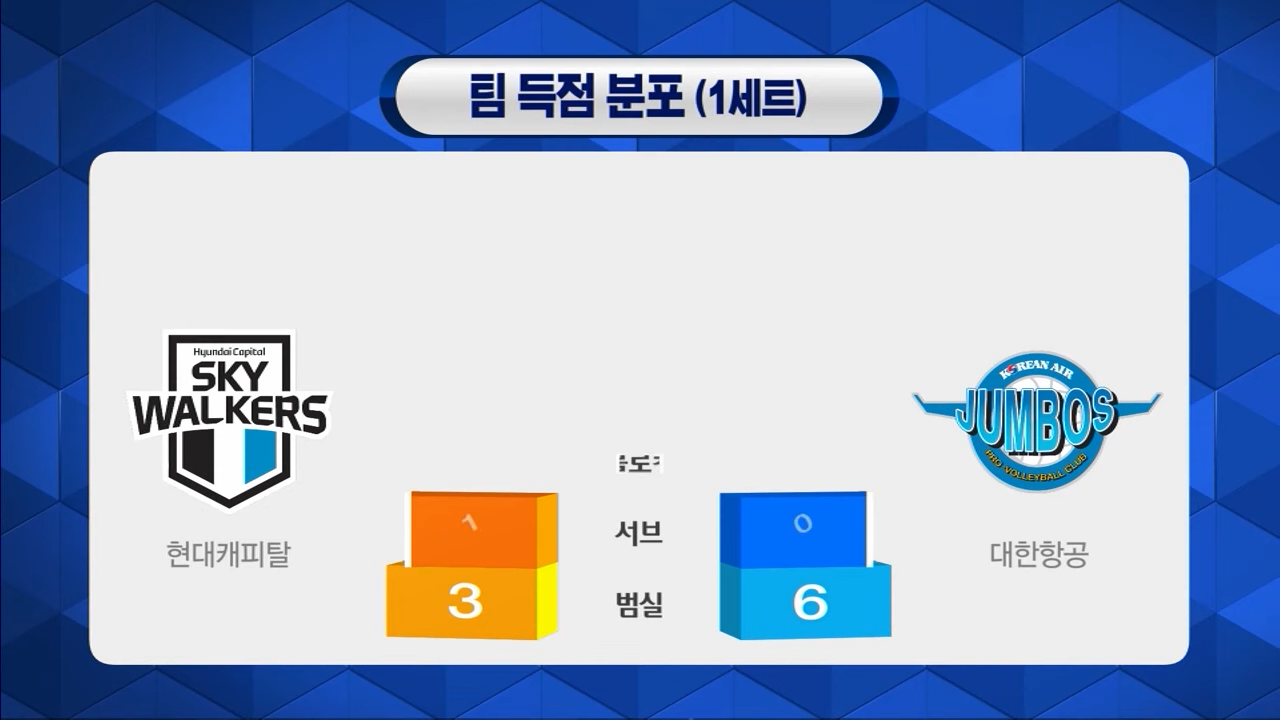 팀 득점 분포 (1세트)
Hyundai Capital
SKY
WALKERS
현대캐피탈
1
서브
0
3
범실
6
KOREAN AIR
JUMBOS
PRO VOLLEYBALL CLUB
대한항공